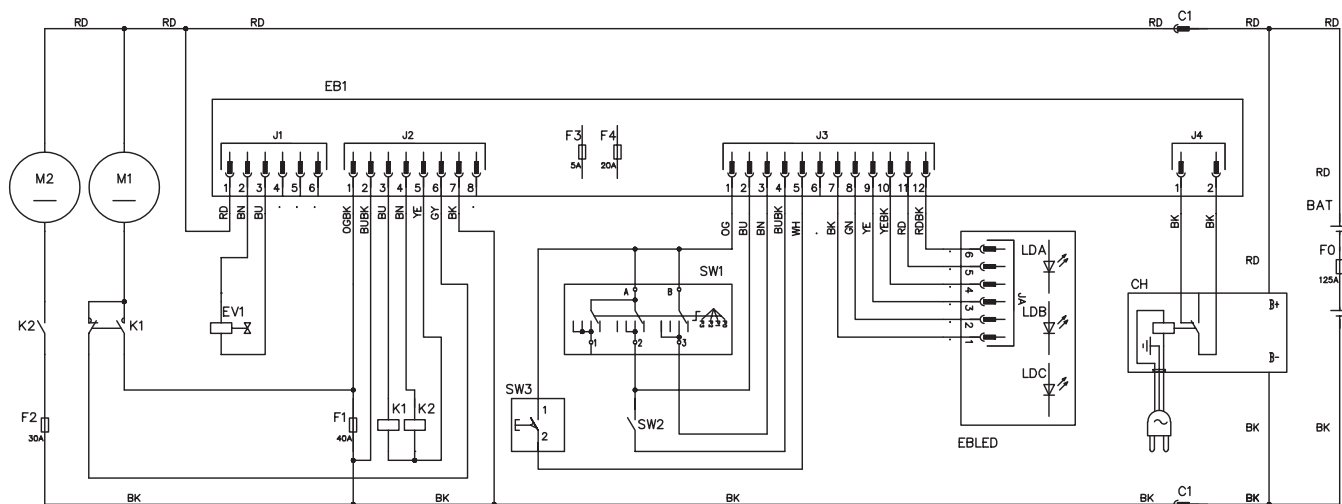 RD RD RD RD C1 RD RD
EB1
J1 J2 F3 F4 J3 J4
5A 20A
M2 M1
1 2 3 4 5 6 1 2 3 4 5 6 7 8 1 2 3 4 5 6 7 8 9 10 11 12 1 2
RD BN BU . . . OGBK BUBK BU BN YE GY BK . OG BU BN BUBK WH . BK GN YE YEBK RD RDBK BK BK
RD
BAT
F0
125A
RD
SW1
A B
1 2 3
6 5 4 3 2 1
JA
LDA
LDB
LDC
EBLED
CH
B+
B-
K2 K1 EV1
SW3
1
2
SW2
K1 K2
F2
30A
F1
40A
BK BK
BK BK BK BK C1 BK